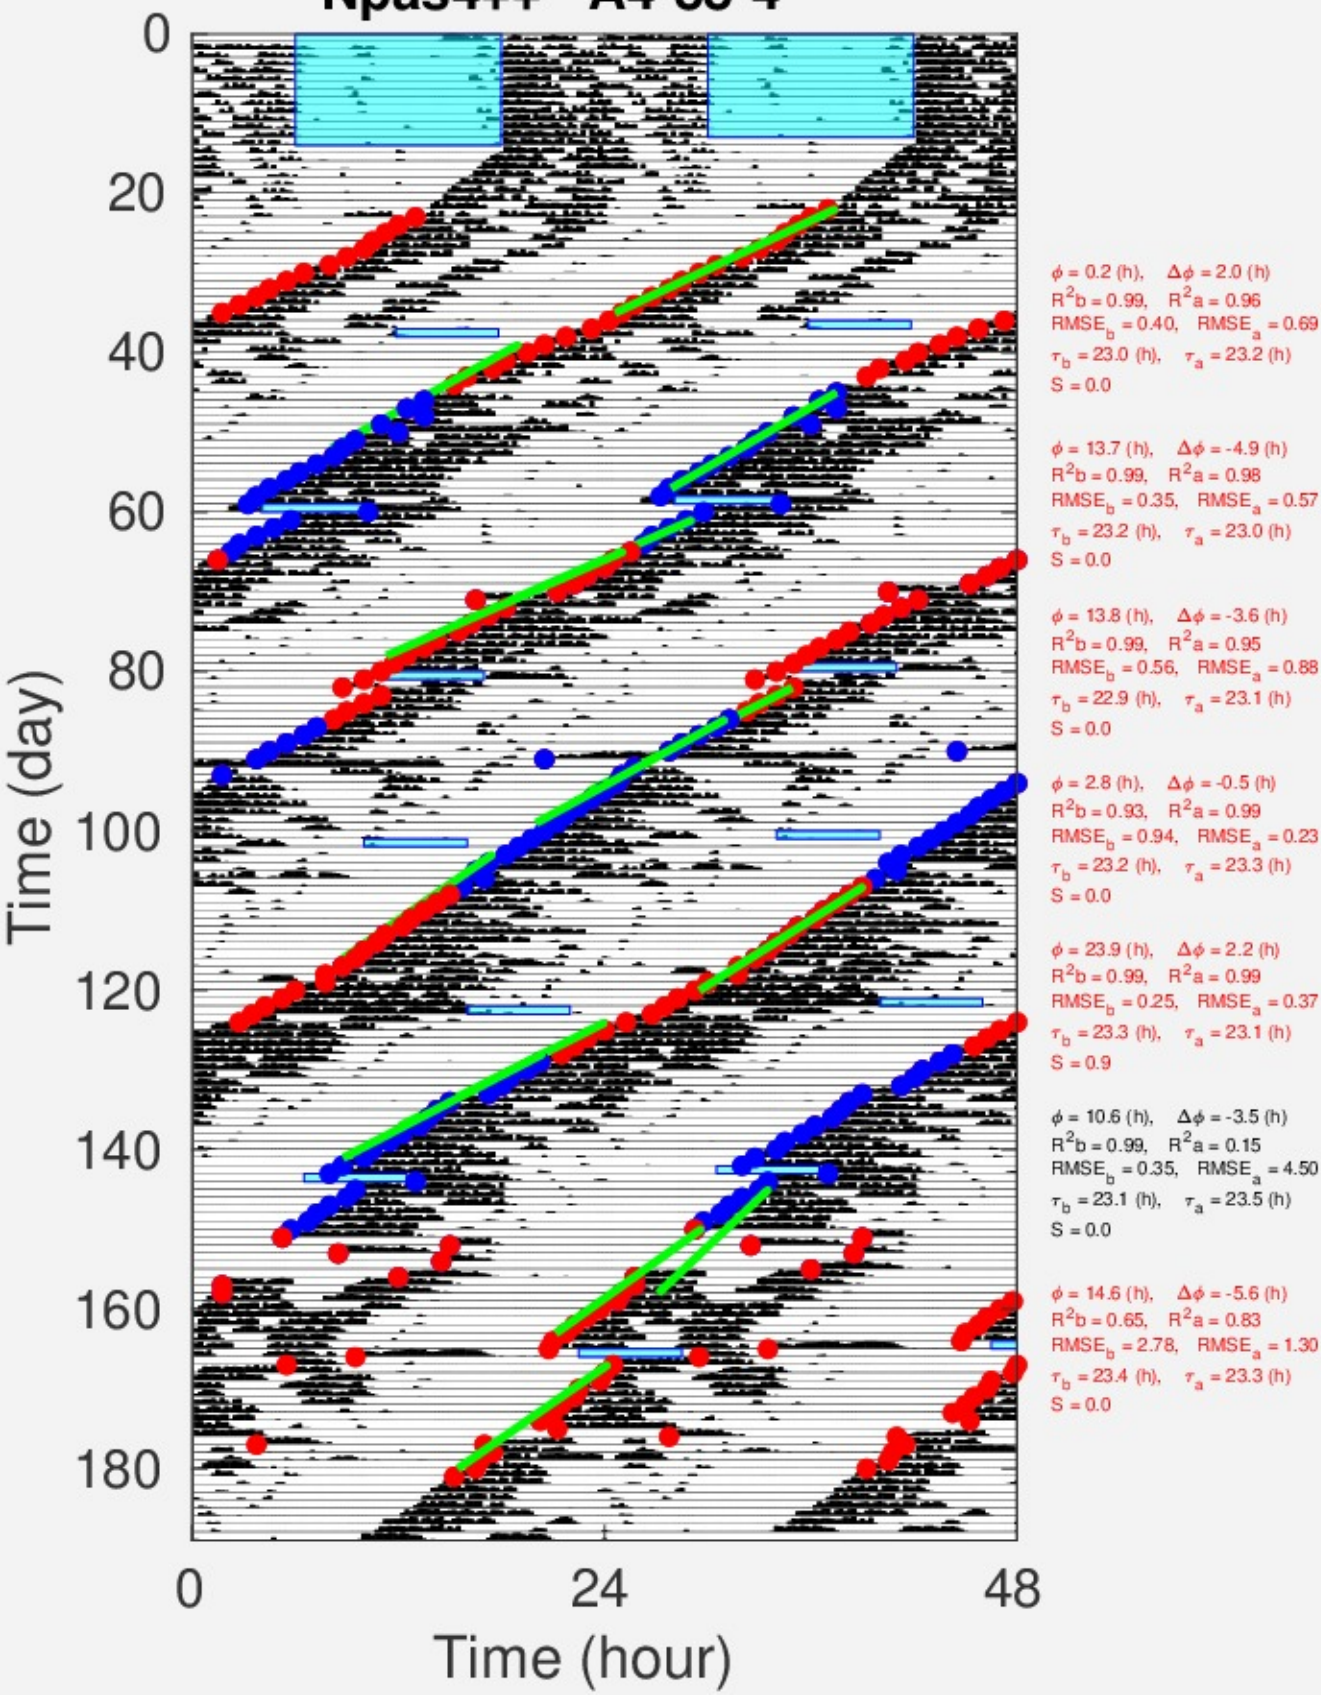 0
20
40
60
80
100
120
140
160
180
Time (day)
0 24 48
Time (hour)
ϕ = 0.2 (h), Δϕ = 2.0 (h)
R²b = 0.99, R²a = 0.96
RMSE_b = 0.40, RMSE_a = 0.69
τ_b = 23.0 (h), τ_a = 23.2 (h)
S = 0.0
ϕ = 13.7 (h), Δϕ = -4.9 (h)
R²b = 0.99, R²a = 0.98
RMSE_b = 0.35, RMSE_a = 0.57
τ_b = 23.2 (h), τ_a = 23.0 (h)
S = 0.0
ϕ = 13.8 (h), Δϕ = -3.6 (h)
R²b = 0.99, R²a = 0.95
RMSE_b = 0.56, RMSE_a = 0.88
τ_b = 22.9 (h), τ_a = 23.1 (h)
S = 0.0
ϕ = 2.8 (h), Δϕ = -0.5 (h)
R²b = 0.93, R²a = 0.99
RMSE_b = 0.94, RMSE_a = 0.23
τ_b = 23.2 (h), τ_a = 23.3 (h)
S = 0.0
ϕ = 23.9 (h), Δϕ = 2.2 (h)
R²b = 0.99, R²a = 0.99
RMSE_b = 0.25, RMSE_a = 0.37
τ_b = 23.3 (h), τ_a = 23.1 (h)
S = 0.9
ϕ = 10.6 (h), Δϕ = -3.5 (h)
R²b = 0.99, R²a = 0.15
RMSE_b = 0.35, RMSE_a = 4.50
τ_b = 23.1 (h), τ_a = 23.5 (h)
S = 0.0
ϕ = 14.6 (h), Δϕ = -5.6 (h)
R²b = 0.65, R²a = 0.83
RMSE_b = 2.78, RMSE_a = 1.30
τ_b = 23.4 (h), τ_a = 23.3 (h)
S = 0.0